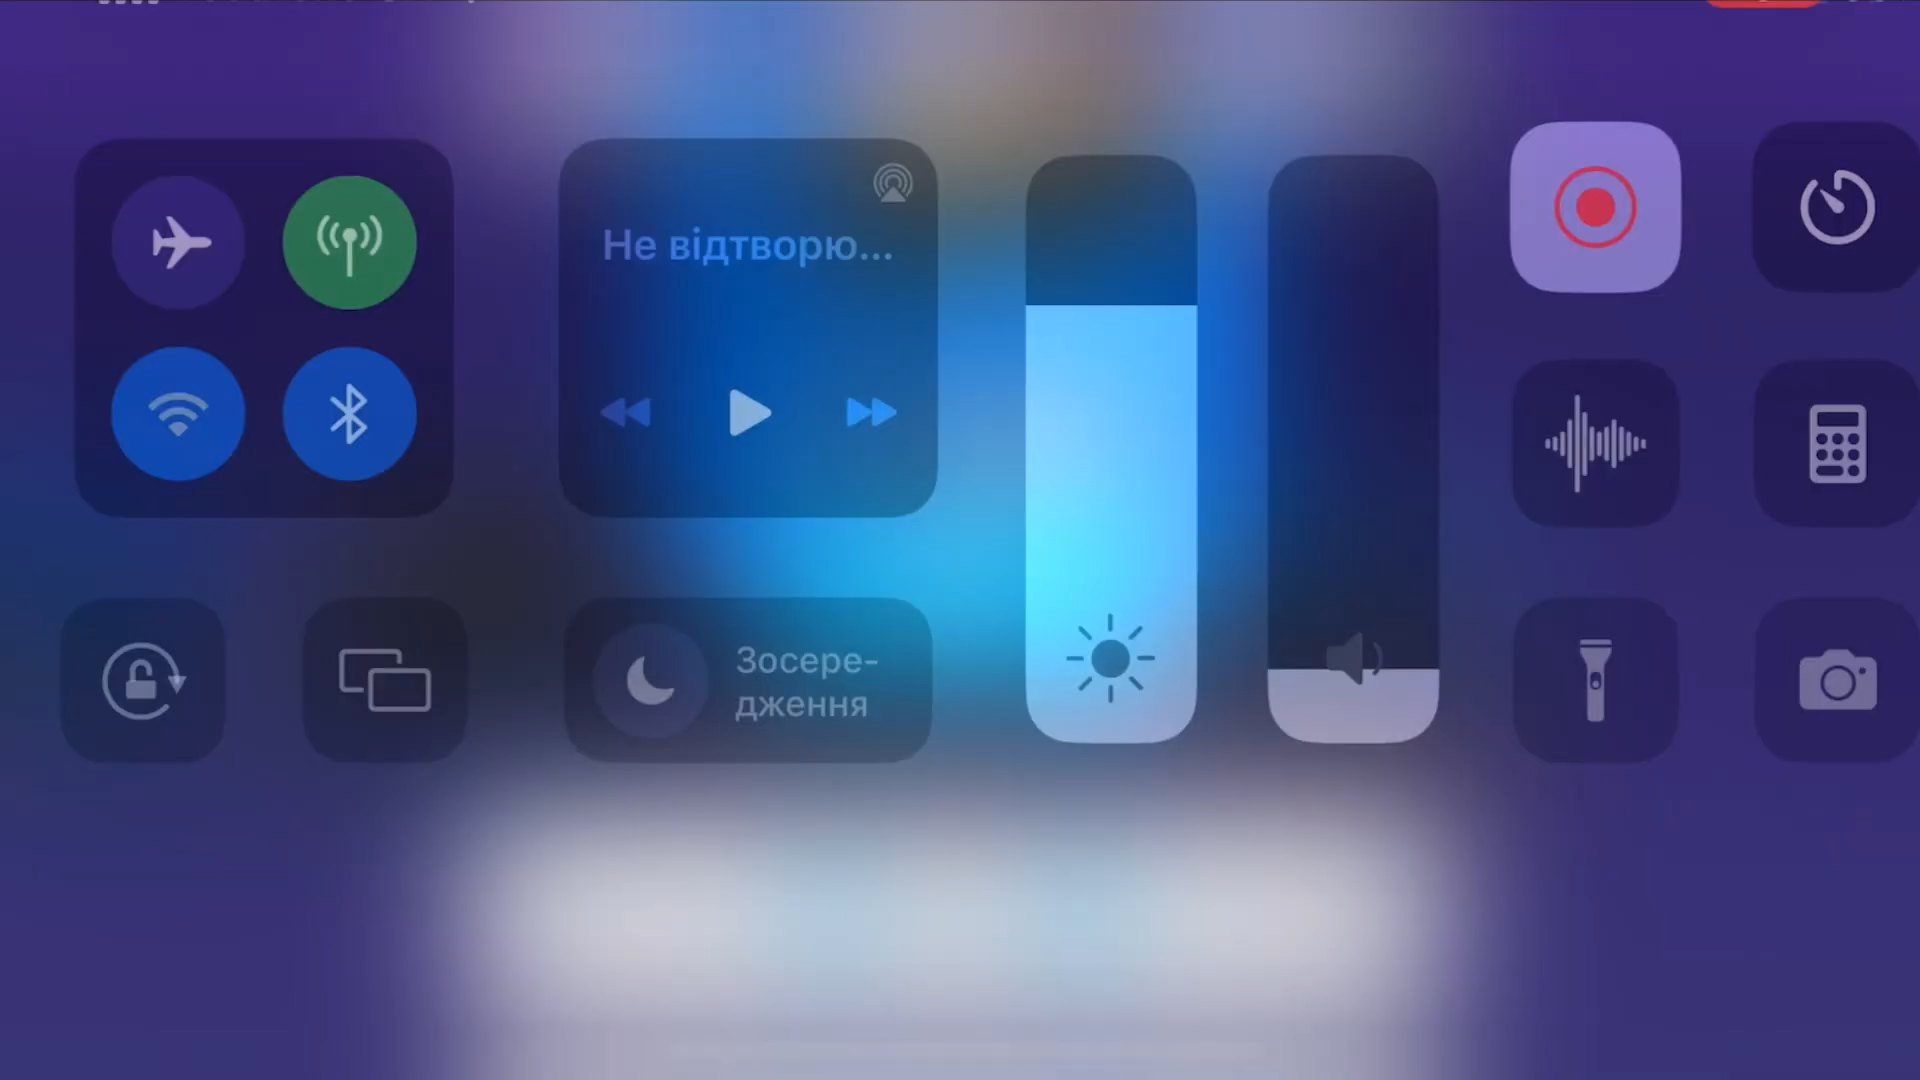 Не відтворю...
Зосере-
дження